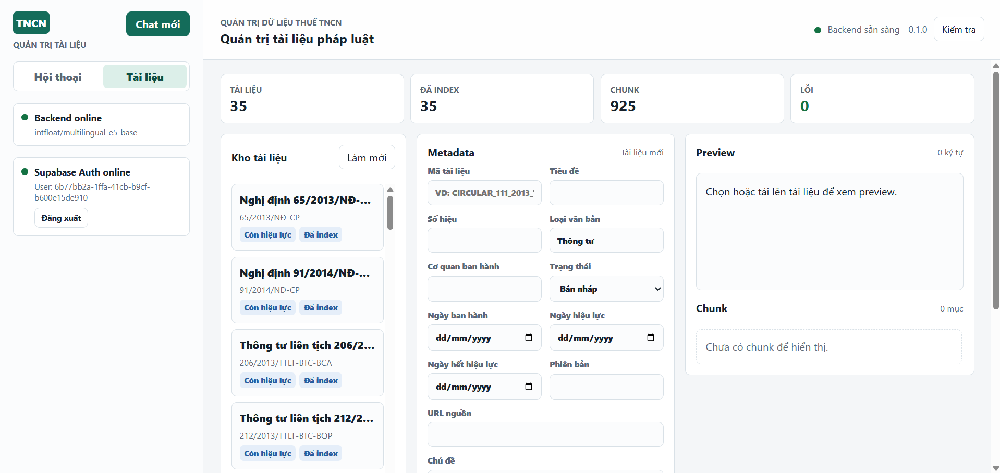 TNCN
Chat mới
QUẢN TRỊ TÀI LIỆU
Hội thoại
Tài liệu
Backend online
intfloat/multilingual-e5-base
Supabase Auth online
User: 6b77bb2a-1ffa-41cb-b9cf-
b600e15de910
Đăng xuất
QUẢN TRỊ DỮ LIỆU THUẾ TNCN
Quản trị tài liệu pháp luật
Backend sẵn sàng - 0.1.0
Kiểm tra
TÀI LIỆU
35
ĐÃ INDEX
35
CHUNK
925
LỖI
0
Kho tài liệu
Làm mới
Nghị định 65/2013/NĐ-...
65/2013/NĐ-CP
Còn hiệu lực
Đã index
Nghị định 91/2014/NĐ-...
91/2014/NĐ-CP
Còn hiệu lực
Đã index
Thông tư liên tịch 206/2...
206/2013/TTLT-BTC-BCA
Còn hiệu lực
Đã index
Thông tư liên tịch 212/2...
212/2013/TTLT-BTC-BQP
Còn hiệu lực
Đã index
Metadata
Tài liệu mới
Mã tài liệu
Tiêu đề
VD: CIRCULAR_111_2013_
Số hiệu
Loại văn bản
Thông tư
Cơ quan ban hành
Trạng thái
Bản nháp
Ngày ban hành
Ngày hiệu lực
dd/mm/yyyy
dd/mm/yyyy
Ngày hết hiệu lực
Phiên bản
dd/mm/yyyy
URL nguồn
Chủ đề
Preview
0 ký tự
Chọn hoặc tải lên tài liệu để xem preview.
Chunk
0 mục
Chưa có chunk để hiển thị.